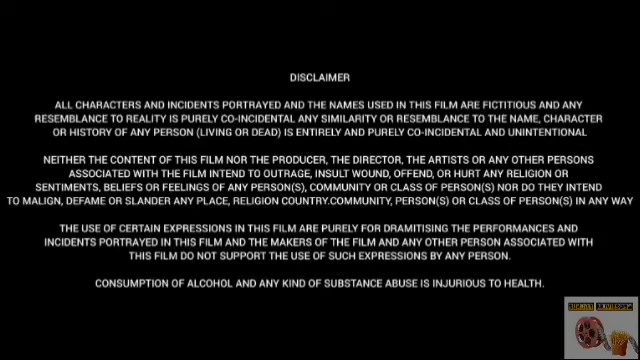 DISCLAIMER
ALL CHARACTERS AND INCIDENTS PORTRAYED AND THE NAMES USED IN THIS FILM ARE FICTITIOUS AND ANY
RESEMBLANCE TO REALITY IS PURELY CO-INCIDENTAL ANY SIMILARITY OR RESEMBLANCE TO THE NAME, CHARACTER
OR HISTORY OF ANY PERSON (LIVING OR DEAD) IS ENTIRELY AND PURELY CO-INCIDENTAL AND UNINTENTIONAL
NEITHER THE CONTENT OF THIS FILM NOR THE PRODUCER, THE DIRECTOR, THE ARTISTS OR ANY OTHER PERSONS
ASSOCIATED WITH THE FILM INTEND TO OUTRAGE, INSULT WOUND, OFFEND, OR HURT ANY RELIGION OR
SENTIMENTS, BELIEFS OR FEELINGS OF ANY PERSON(S), COMMUNITY OR CLASS OF PERSON(S) NOR DO THEY INTEND
TO MALIGN, DEFAME OR SLANDER ANY PLACE, RELIGION COUNTRY.COMMUNITY, PERSON(S) OR CLASS OF PERSON(S) IN ANY WAY
THE USE OF CERTAIN EXPRESSIONS IN THIS FILM ARE PURELY FOR DRAMITISING THE PERFORMANCES AND
INCIDENTS PORTRAYED IN THIS FILM AND THE MAKERS OF THE FILM AND ANY OTHER PERSON ASSOCIATED WITH
THIS FILM DO NOT SUPPORT THE USE OF SUCH EXPRESSIONS BY ANY PERSON.
CONSUMPTION OF ALCOHOL AND ANY KIND OF SUBSTANCE ABUSE IS INJURIOUS TO HEALTH.